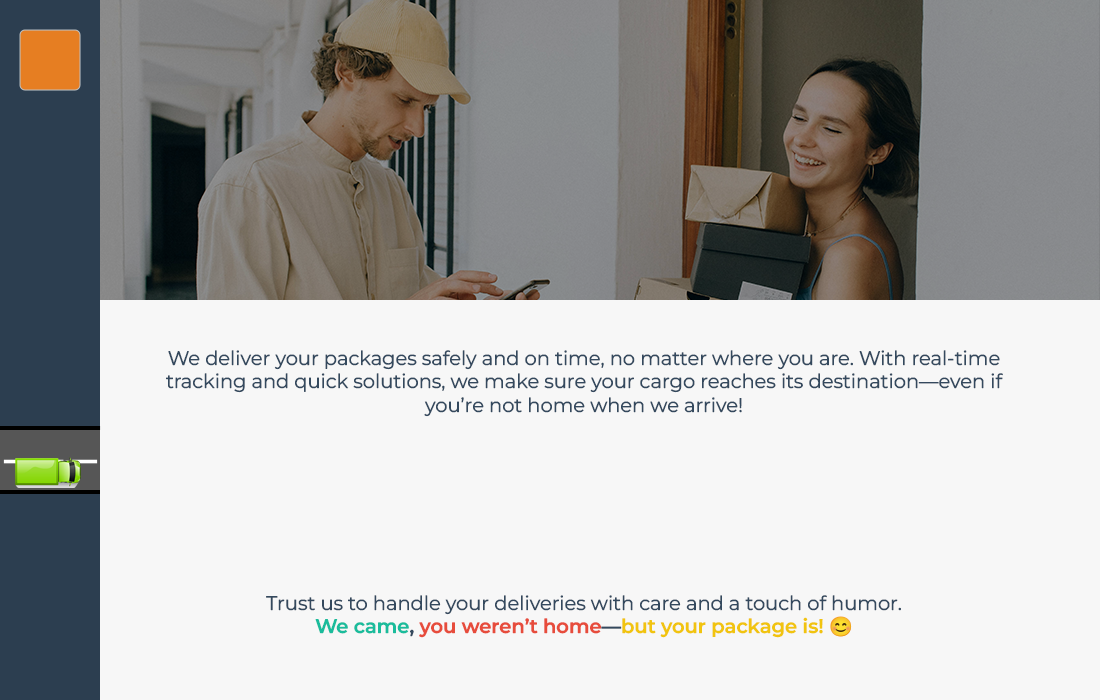 We deliver your packages safely and on time, no matter where you are. With real-time
tracking and quick solutions, we make sure your cargo reaches its destination—even if
you’re not home when we arrive!
Trust us to handle your deliveries with care and a touch of humor.
We came, you weren’t home—but your package is! 😊